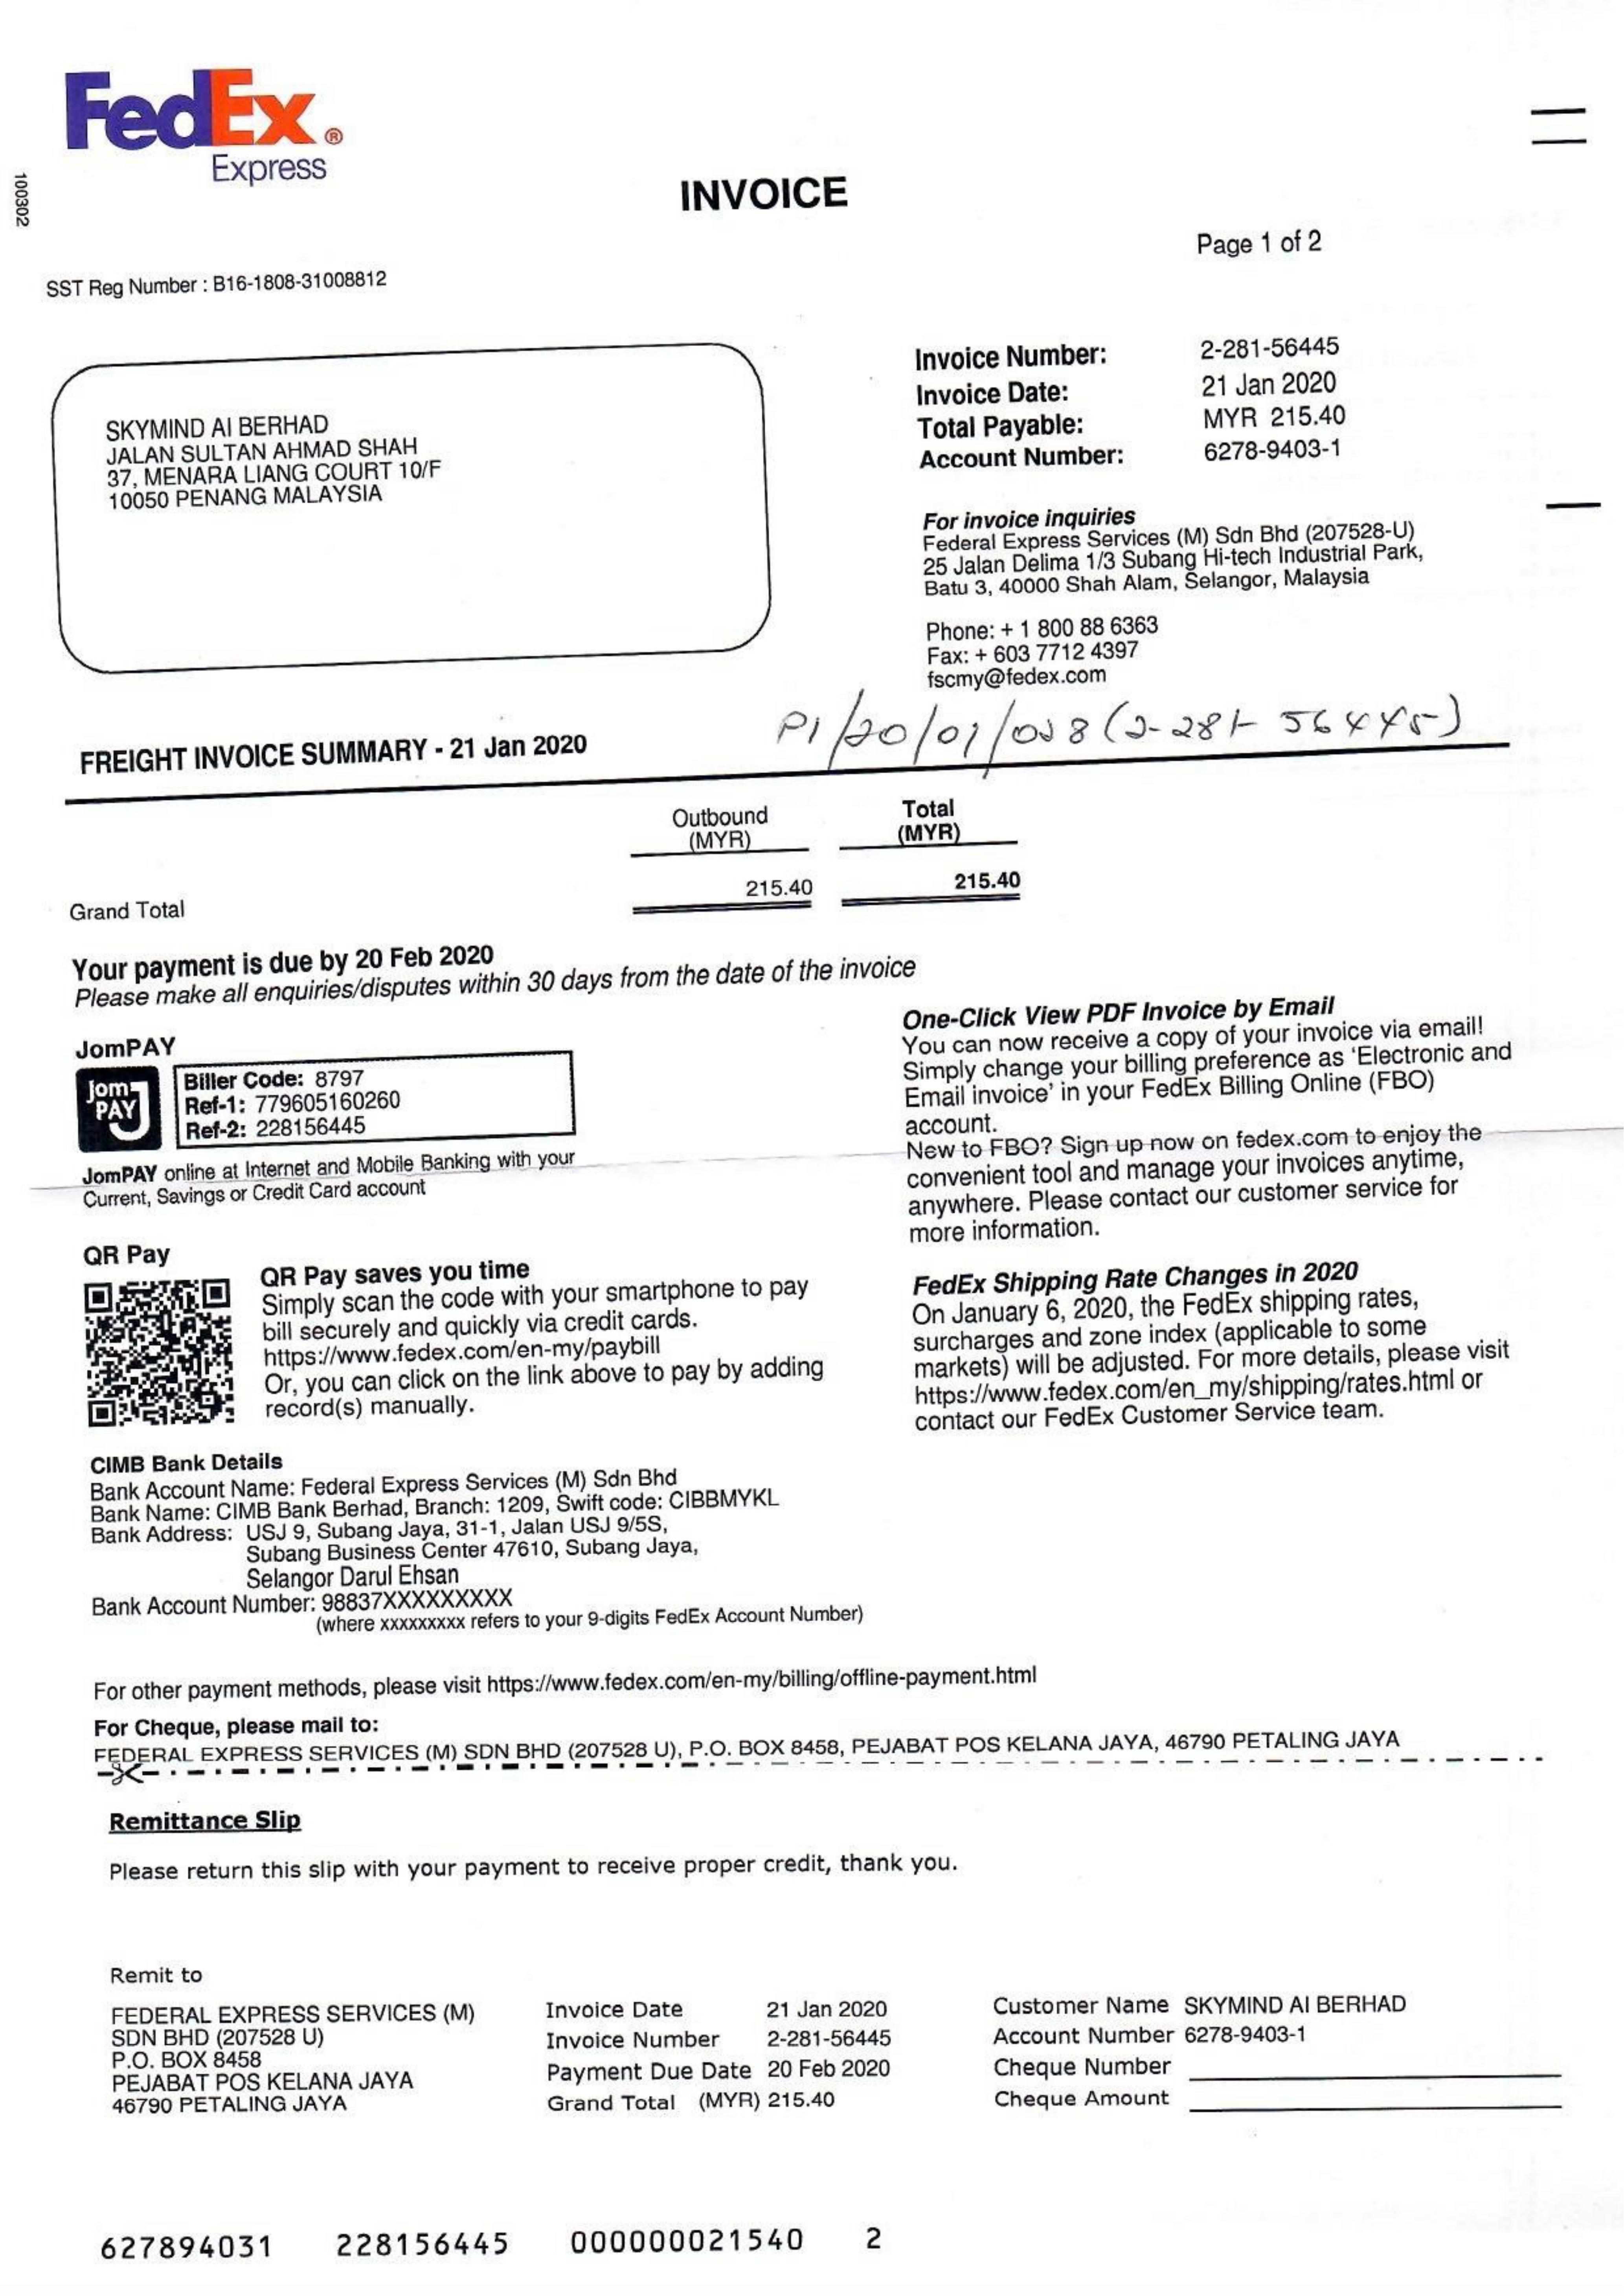 FedEx®
Express
100302
INVOICE
Page 1 of 2
SST Reg Number : B16-1808-31008812
SKYMIND AI BERHAD
JALAN SULTAN AHMAD SHAH
37, MENARA LIANG COURT 10/F
10050 PENANG MALAYSIA
Invoice Number: 2-281-56445
Invoice Date: 21 Jan 2020
Total Payable: MYR 215.40
Account Number: 6278-9403-1
For invoice inquiries
Federal Express Services (M) Sdn Bhd (207528-U)
25 Jalan Delima 1/3 Subang Hi-tech Industrial Park,
Batu 3, 40000 Shah Alam, Selangor, Malaysia
Phone: + 1 800 88 6363
Fax: + 603 7712 4397
fscmy@fedex.com
(2-281-56445)
FREIGHT INVOICE SUMMARY - 21 Jan 2020
Outbound Total
(MYR) (MYR)
Grand Total 215.40 215.40
Your payment is due by 20 Feb 2020
Please make all enquiries/disputes within 30 days from the date of the invoice
JomPAY
Jom
PAY
Biller Code: 8797
Ref-1: 779605160260
Ref-2: 228156445
JomPAY online at Internet and Mobile Banking with your
Current, Savings or Credit Card account
One-Click View PDF Invoice by Email
You can now receive a copy of your invoice via email!
Simply change your billing preference as 'Electronic and
Email invoice' in your FedEx Billing Online (FBO)
account.
New to FBO? Sign up now on fedex.com to enjoy the
convenient tool and manage your invoices anytime,
anywhere. Please contact our customer service for
more information.
QR Pay
QR Pay saves you time
Simply scan the code with your smartphone to pay
bill securely and quickly via credit cards.
https://www.fedex.com/en-my/paybill
Or, you can click on the link above to pay by adding
record(s) manually.
FedEx Shipping Rate Changes in 2020
On January 6, 2020, the FedEx shipping rates,
surcharges and zone index (applicable to some
markets) will be adjusted. For more details, please visit
https://www.fedex.com/en_my/shipping/rates.html or
contact our FedEx Customer Service team.
CIMB Bank Details
Bank Account Name: Federal Express Services (M) Sdn Bhd
Bank Name: CIMB Bank Berhad, Branch: 1209, Swift code: CIBBMYKL
Bank Address: USJ 9, Subang Jaya, 31-1, Jalan USJ 9/5S,
Subang Business Center 47610, Subang Jaya,
Selangor Darul Ehsan
Bank Account Number: 98837XXXXXXXXX
(where xxxxxxxxx refers to your 9-digits FedEx Account Number)
For other payment methods, please visit https://www.fedex.com/en-my/billing/offline-payment.html
For Cheque, please mail to:
FEDERAL EXPRESS SERVICES (M) SDN BHD (207528 U), P.O. BOX 8458, PEJABAT POS KELANA JAYA, 46790 PETALING JAYA
Remittance Slip
Please return this slip with your payment to receive proper credit, thank you.
Remit to
FEDERAL EXPRESS SERVICES (M)
SDN BHD (207528 U)
P.O. BOX 8458
PEJABAT POS KELANA JAYA
46790 PETALING JAYA
Invoice Date 21 Jan 2020
Invoice Number 2-281-56445
Payment Due Date 20 Feb 2020
Grand Total (MYR) 215.40
Customer Name SKYMIND AI BERHAD
Account Number 6278-9403-1
Cheque Number
Cheque Amount
627894031 228156445 000000021540 2